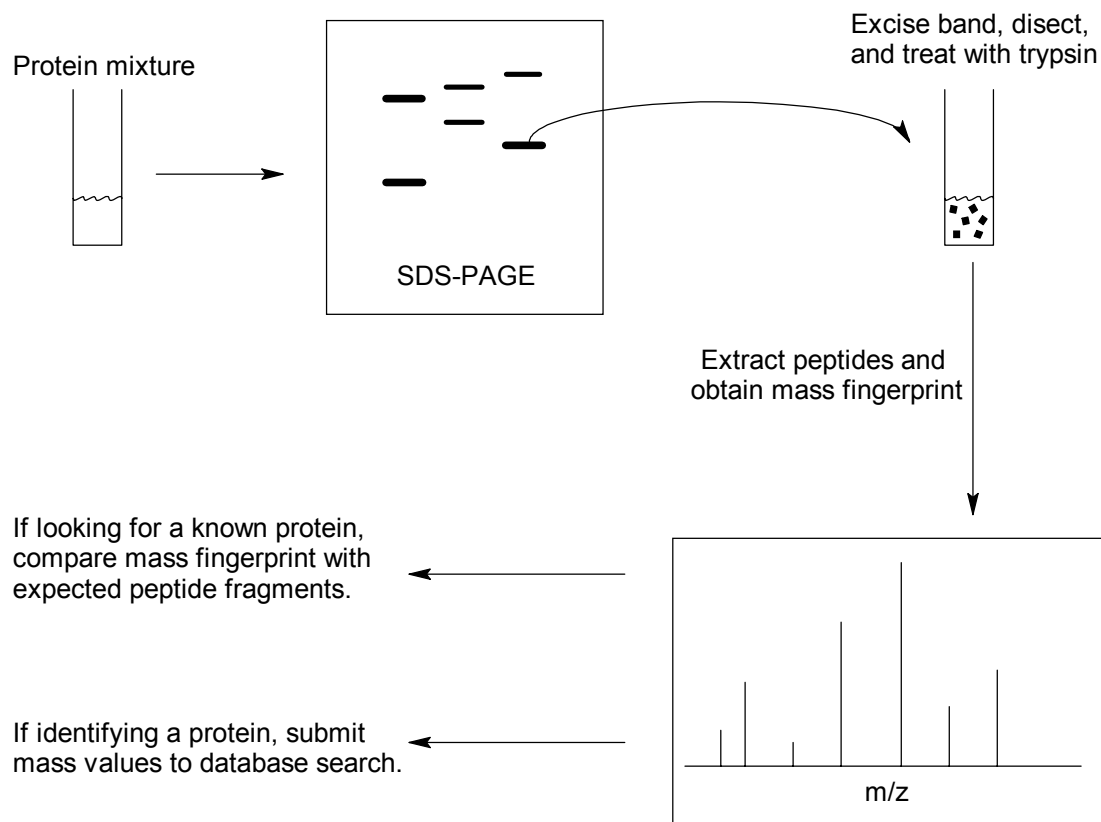 Protein mixture
SDS-PAGE
Excise band, disect,
and treat with trypsin
Extract peptides and
obtain mass fingerprint
If looking for a known protein,
compare mass fingerprint with
expected peptide fragments.
If identifying a protein, submit
mass values to database search.
m/z